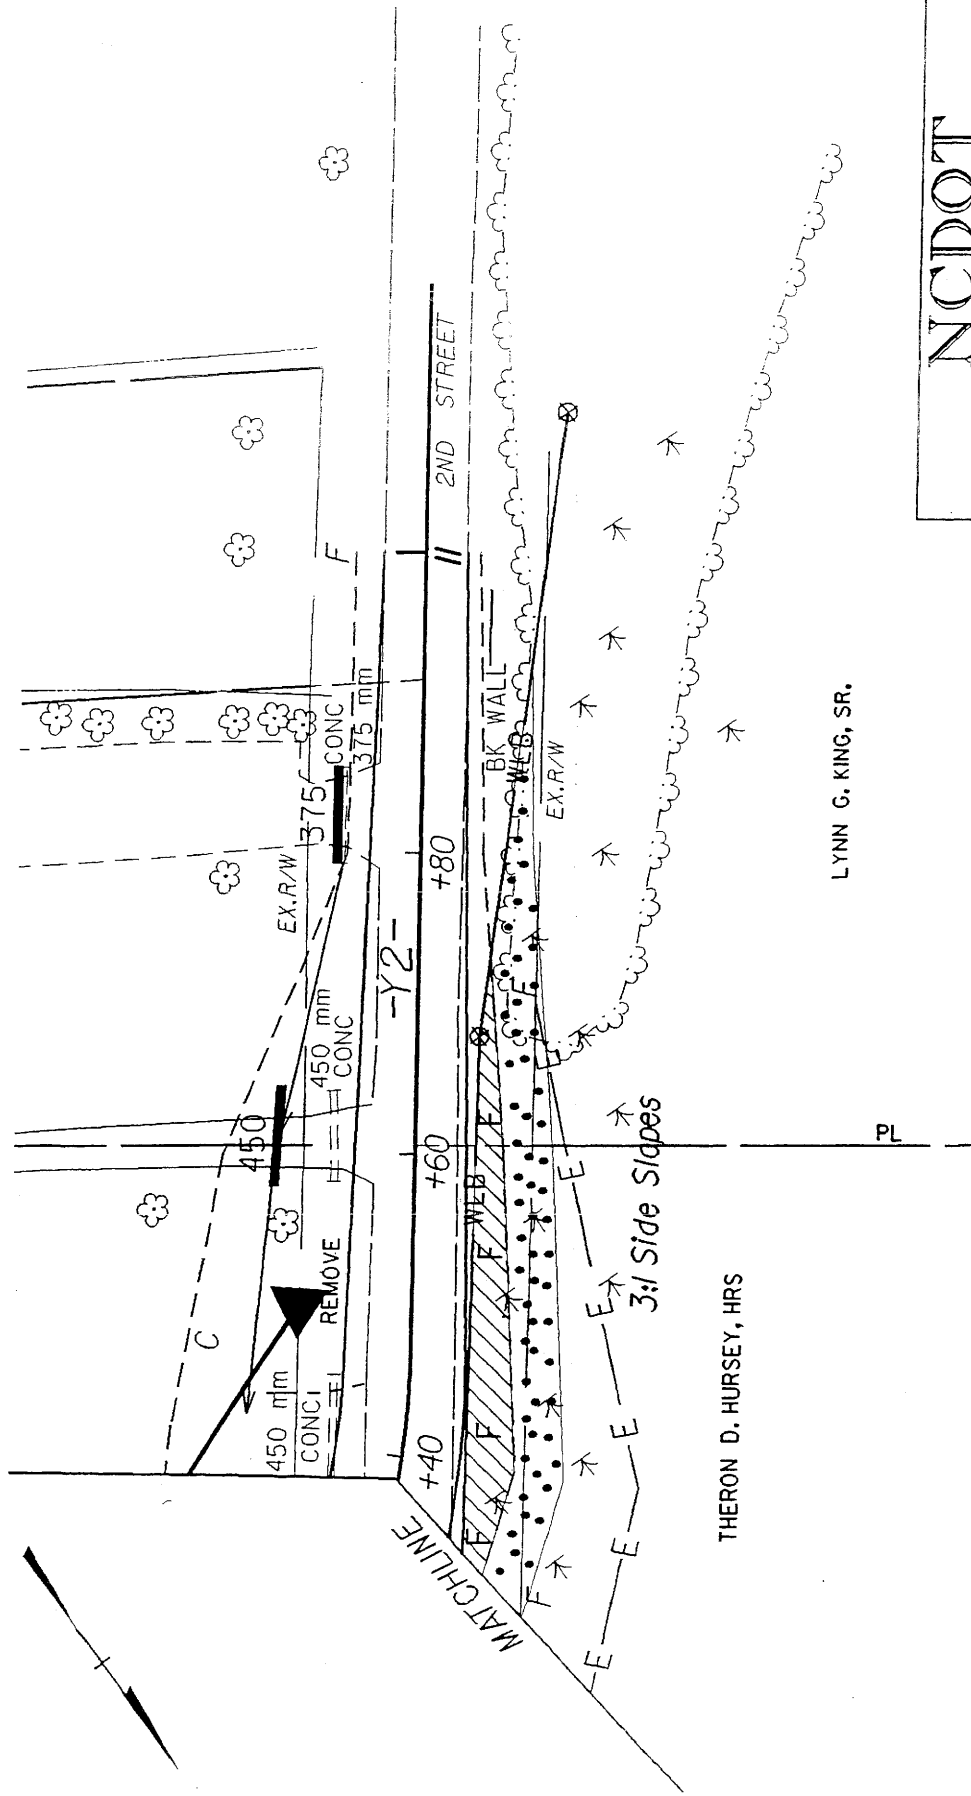 NCDOT
2ND STREET
F
375 mm
CONC
375
EX.R/W
BK WALL
WLB
EX.R/W
+80
-Y2-
450 mm
CONC
450
+60
F
E
F
WLB
F
E
3:1 Side Slopes
PL
LYNN G. KING, SR.
REMOVE
C
450 mm
CONC
+40
F
E
E
F
F
E
E
MATCHLINE
THERON D. HURSEY, HRS